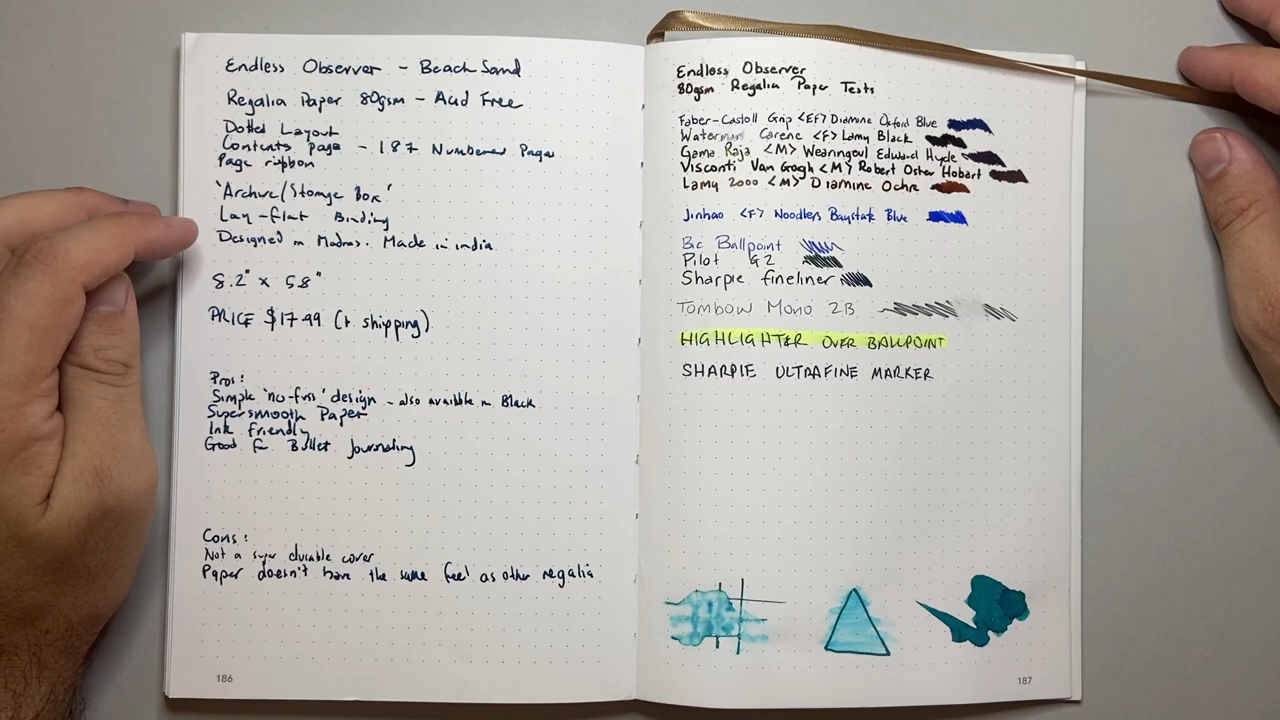 Endless Observer - Beach Sand
Regalia Paper 80gsm - Acid Free
Dotted Layout
Contents page - 187 Numbered Pages
Page ribbon
'Archive/Storage Box'
Lay-flat Binding
Designed in Madras. Made in india
8.2" x 5.8"
PRICE $17.99 (+ shipping)
Pros:
Simple 'no-fuss' design - also available in Black
Supersmooth Paper
Ink friendly
Good for Bullet Journaling
Cons:
Not a super durable cover
Paper doesn't have the same 'feel' as other regalia
186
Endless Observer
80gsm Regalia Paper Tests
Faber-Castell Grip <EF> Diamine Oxford Blue
Waterman Carene <F> Lamy Black
Gama Raja <M> Wearingeul Edward Hyde
Visconti Van Gogh <M> Robert Oster Hobart
Lamy 2000 <M> Diamine Ochre
Jinhao <F> Noodlers Baystate Blue
Bic Ballpoint
Pilot G2
Sharpie fineliner
Tombow Mono 2B
HIGHLIGHTER OVER BALLPOINT
SHARPIE ULTRAFINE MARKER
187